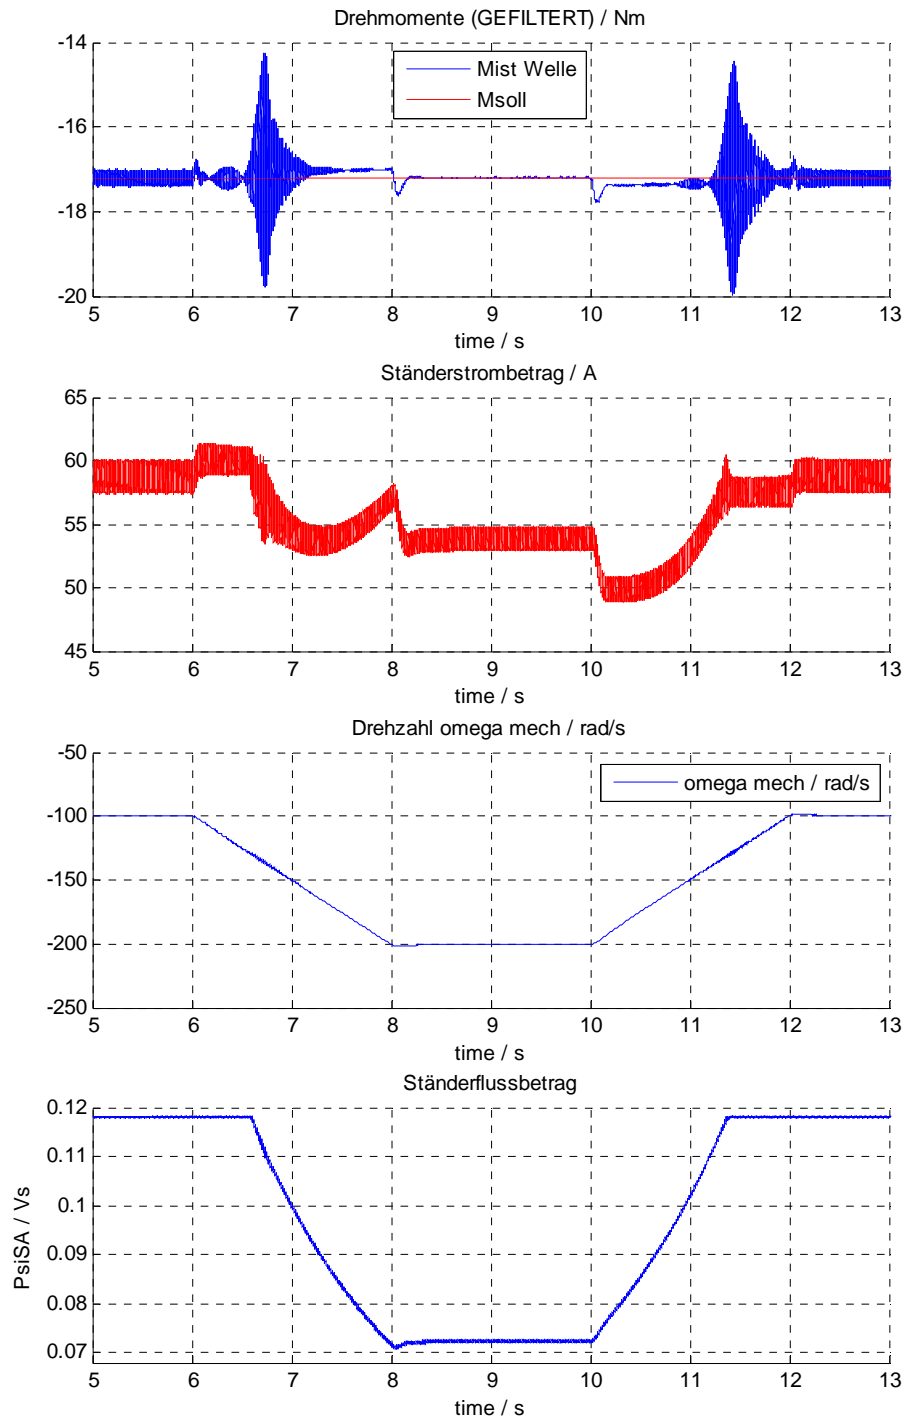 Drehmomente (GEFILTERT) / Nm
-14
Mist Welle
Msoll
-16
-18
-20
5 6 7 8 9 10 11 12 13
time / s
Ständerstrombetrag / A
65
60
55
50
45
5 6 7 8 9 10 11 12 13
time / s
Drehzahl omega mech / rad/s
-50
omega mech / rad/s
-100
-150
-200
-250
5 6 7 8 9 10 11 12 13
time / s
Ständerflussbetrag
0.12
0.11
0.1
0.09
0.08
0.07
PsiSA / Vs
5 6 7 8 9 10 11 12 13
time / s